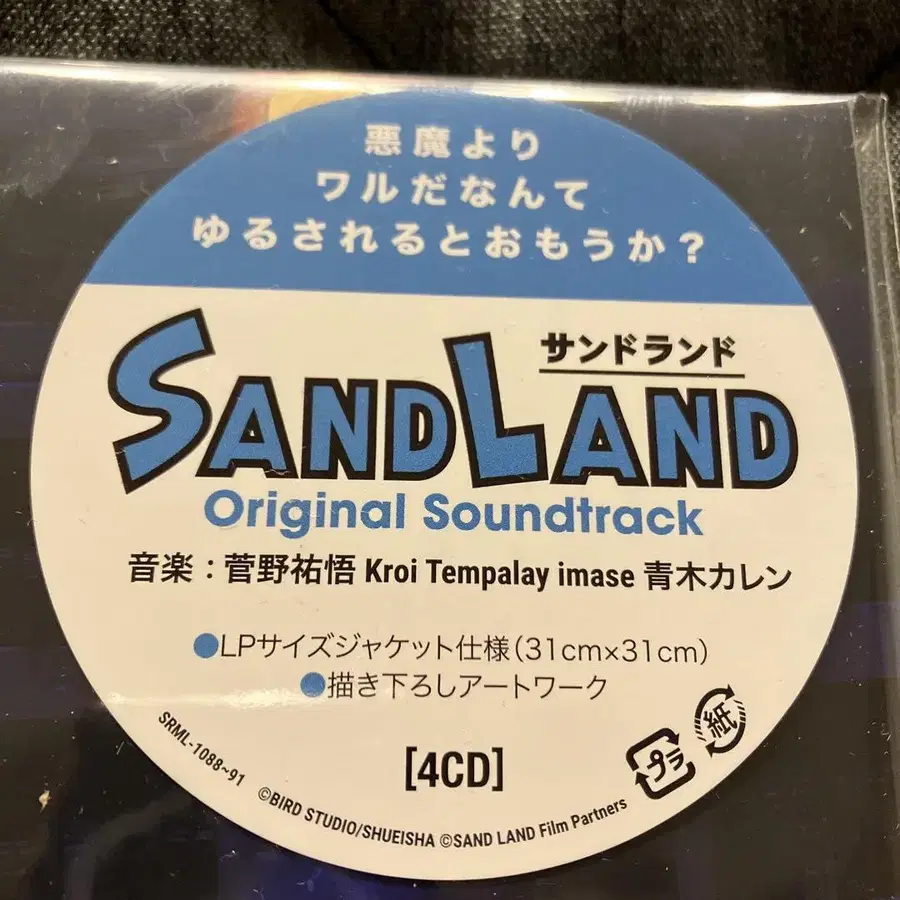 悪魔より
ワルだなんて
ゆるされるとおもうか？
サンドランド
SANDLAND
Original Soundtrack
音楽：菅野祐悟 Kroi Tempalay imase 青木カレン
●LPサイズジャケット仕様（31cm×31cm）
●描き下ろしアートワーク
[4CD]
プラ
紙
SRML-1088~91
©BIRD STUDIO/SHUEISHA ©SAND LAND Film Partners